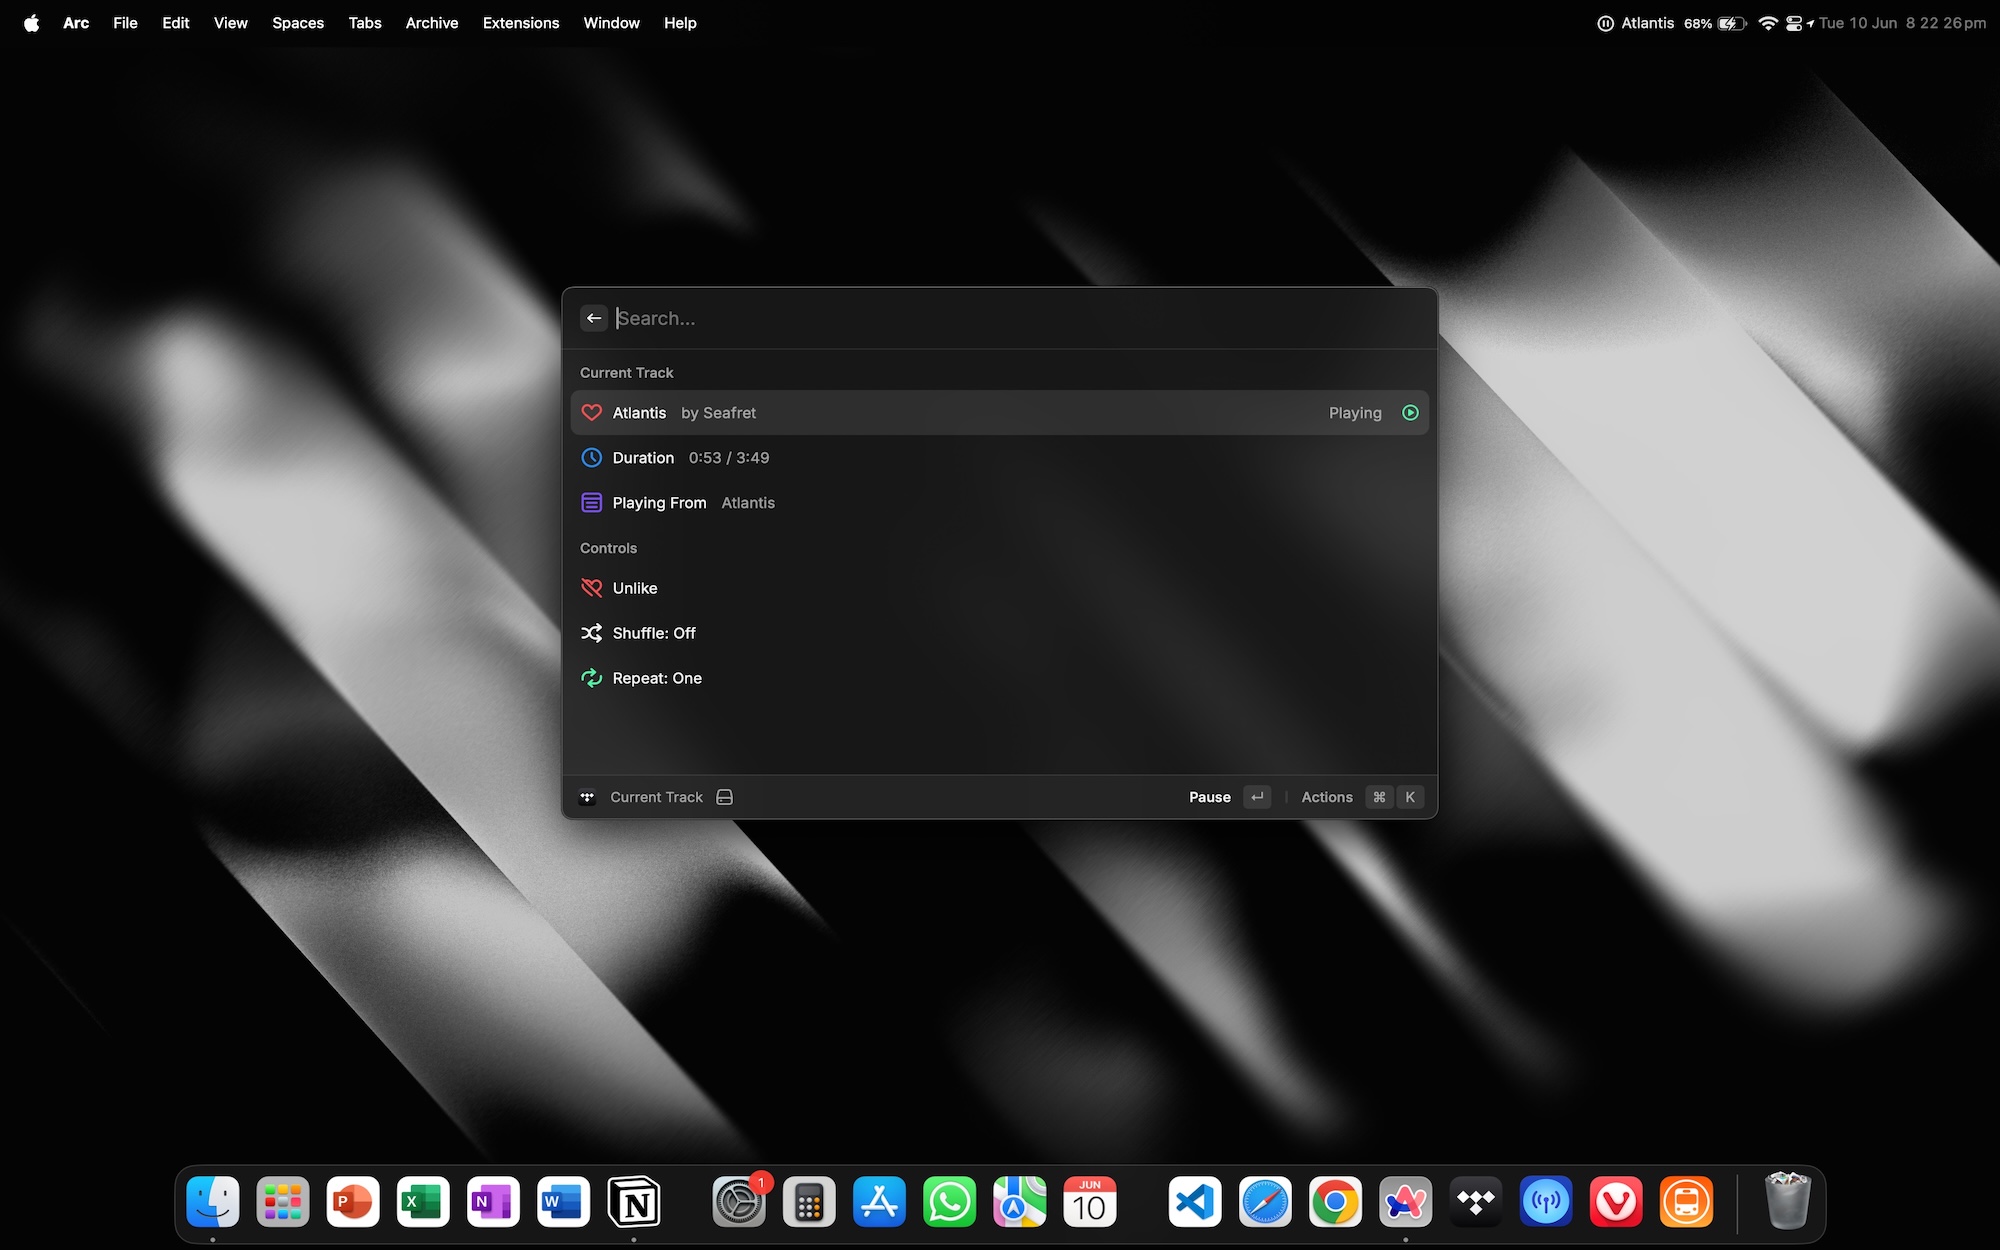 Arc File Edit View Spaces Tabs Archive Extensions Window Help Atlantis 68% Tue 10 Jun 8 22 26 pm
Search...
Current Track
Atlantis by Seafret Playing
Duration 0:53 / 3:49
Playing From Atlantis
Controls
Unlike
Shuffle: Off
Repeat: One
Current Track Pause Actions ⌘ K
1
P X N W N JUN 10